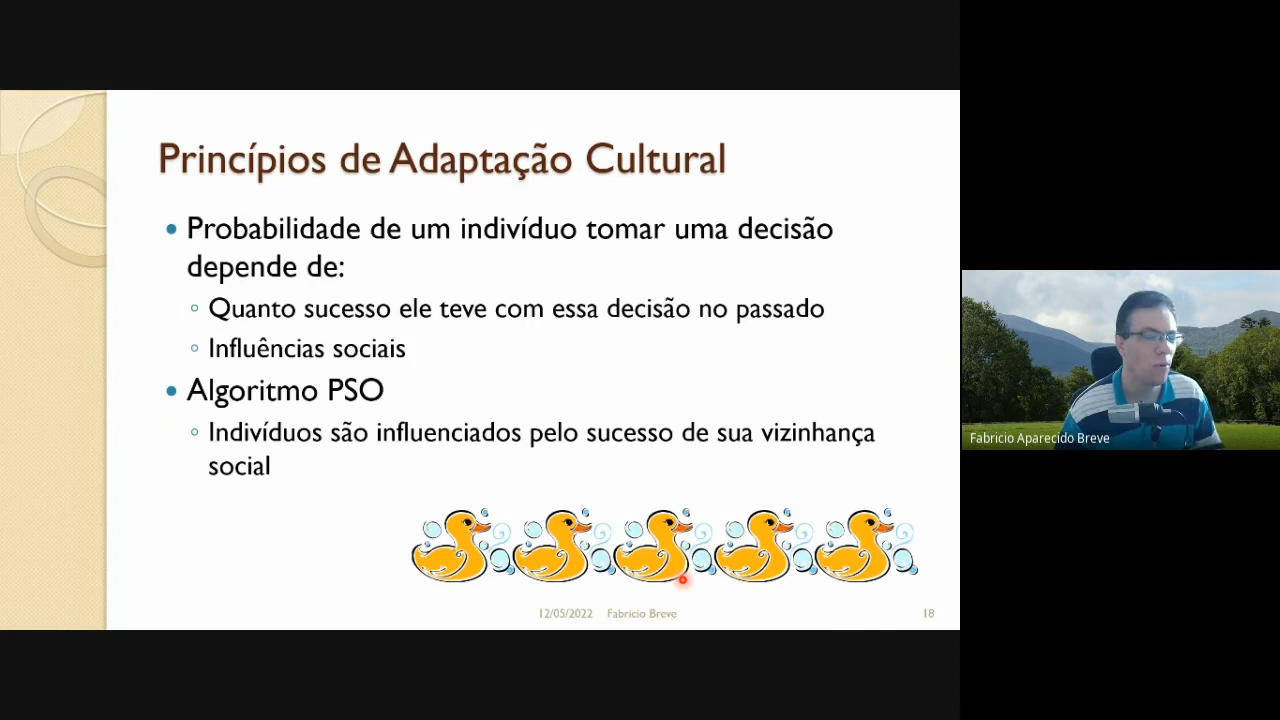 Princípios de Adaptação Cultural
• Probabilidade de um indivíduo tomar uma decisão
depende de:
◦ Quanto sucesso ele teve com essa decisão no passado
◦ Influências sociais
• Algoritmo PSO
◦ Indivíduos são influenciados pelo sucesso de sua vizinhança
social
12/05/2022 Fabricio Breve 18
Fabricio Aparecido Breve